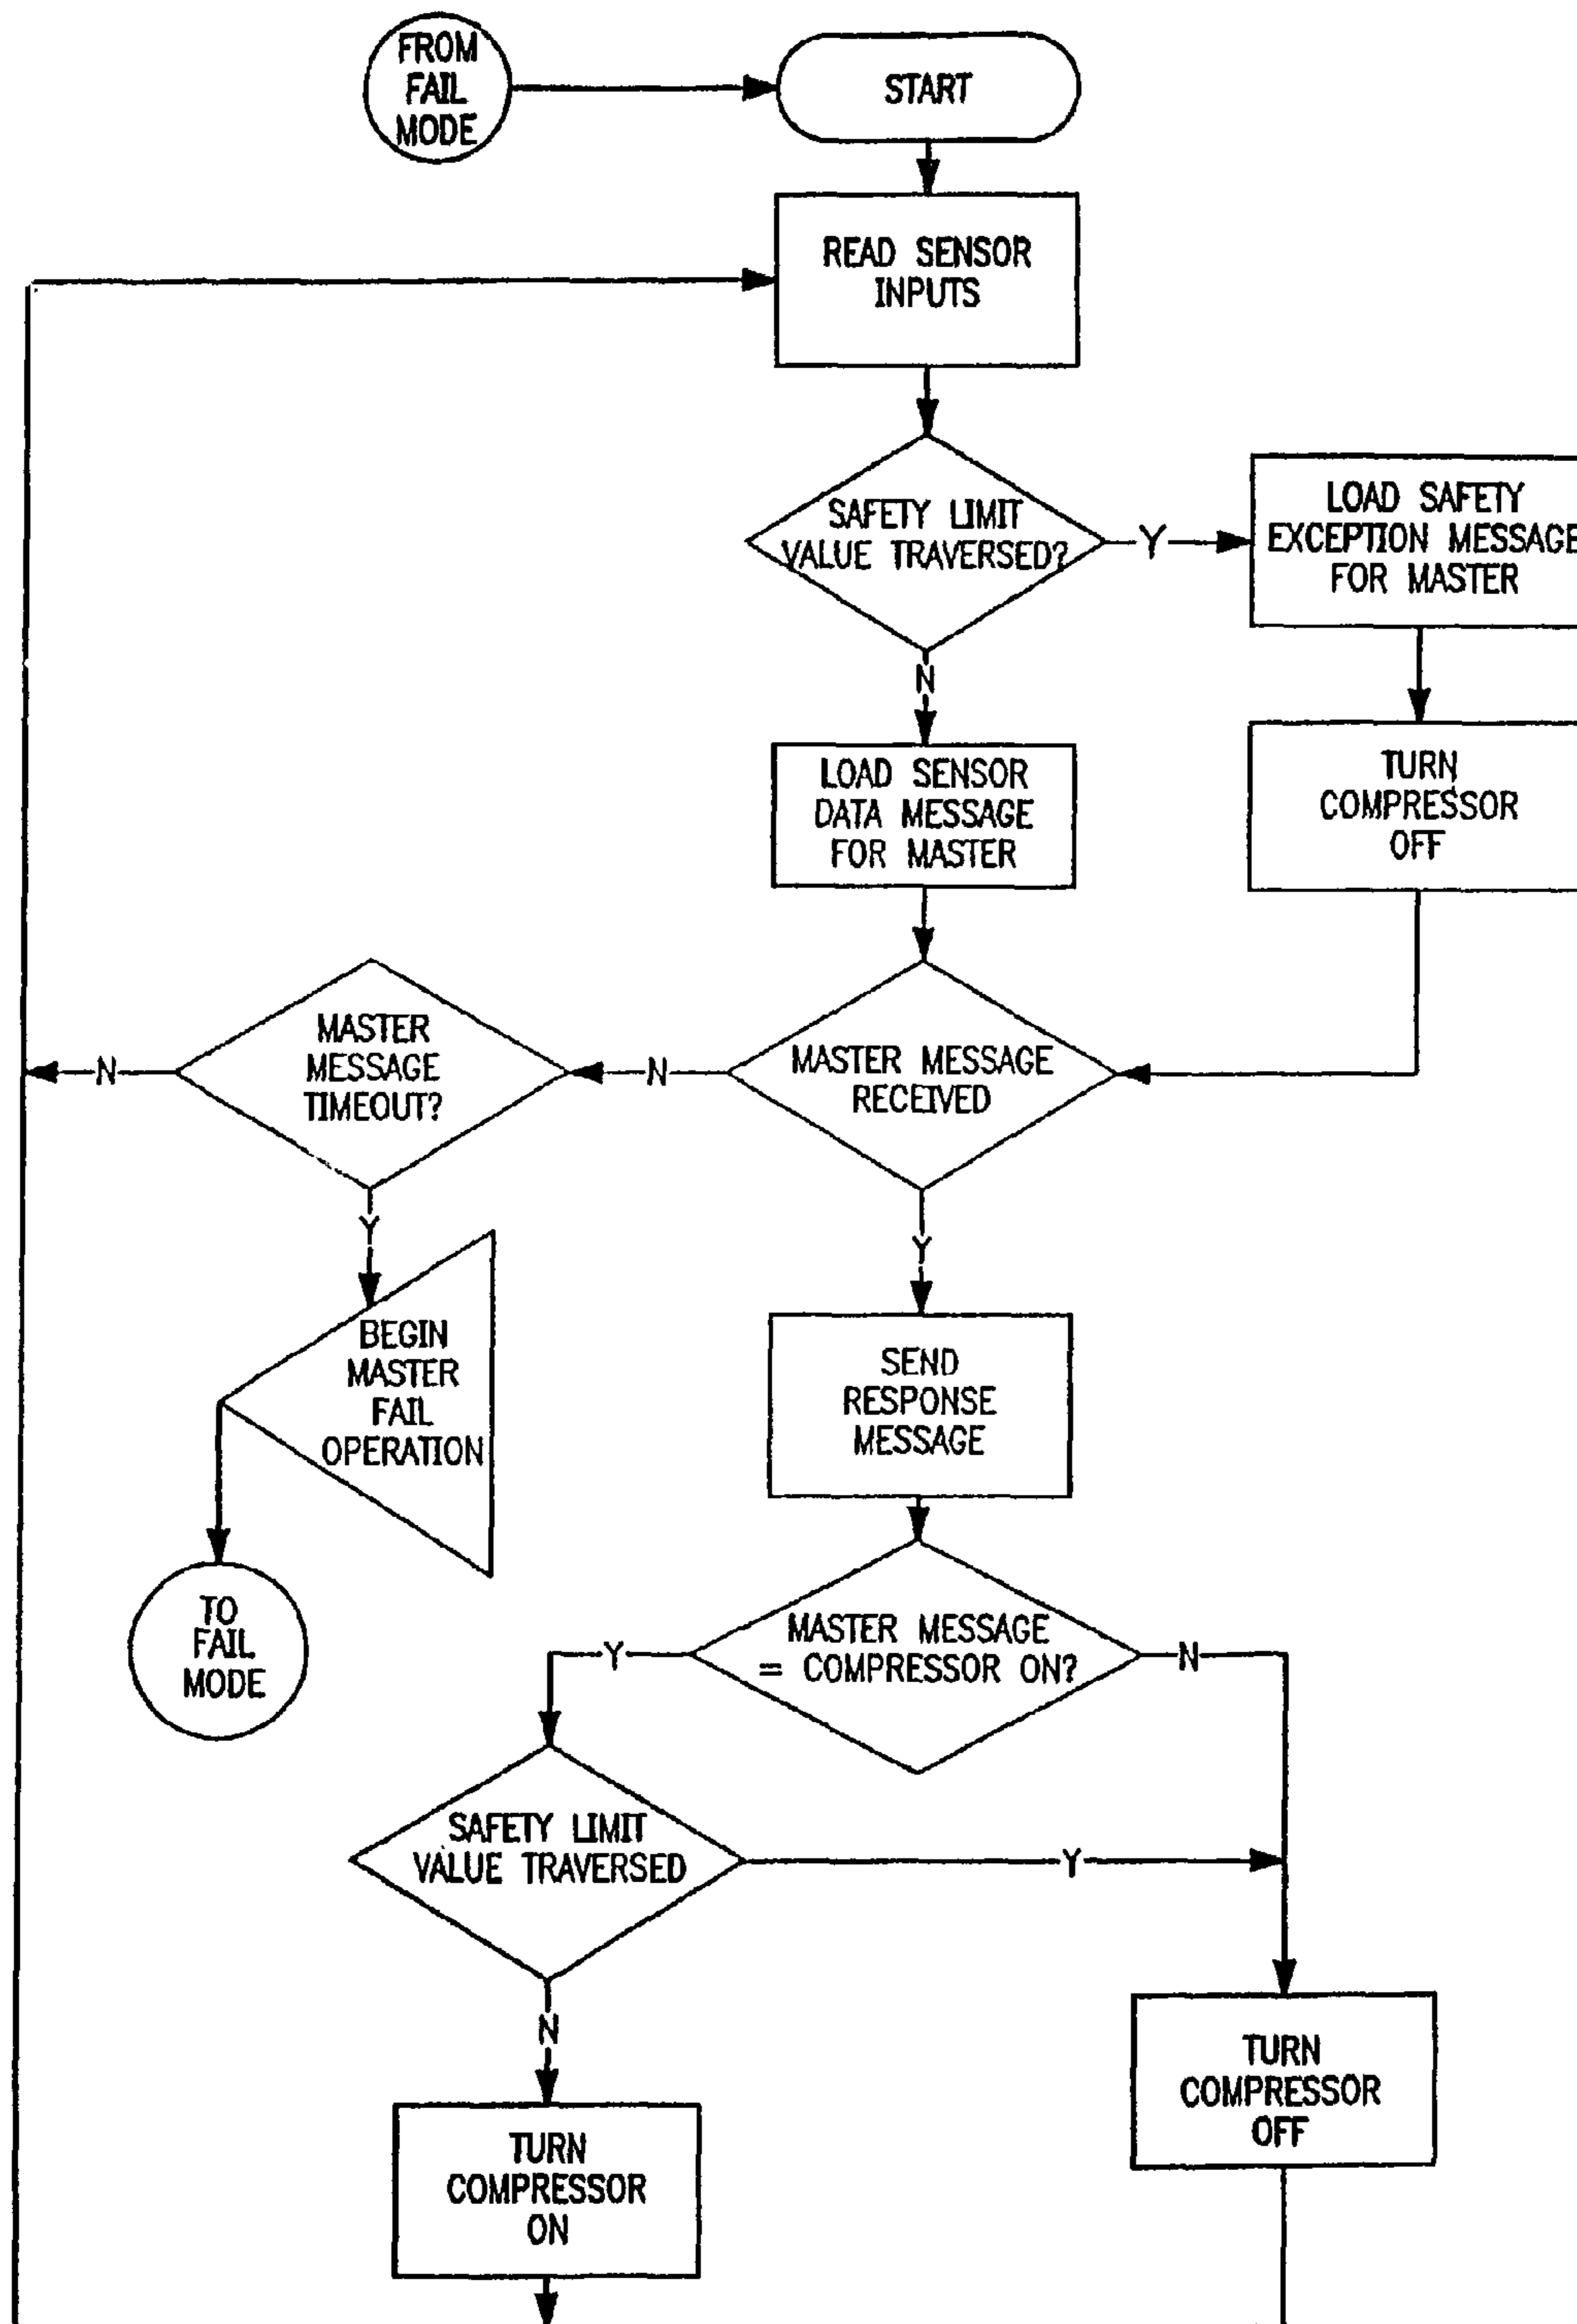 FROM
FAIL
MODE
START
READ SENSOR
INPUTS
SAFETY LIMIT
VALUE TRAVERSED?
Y
LOAD SAFETY
EXCEPTION MESSAGE
FOR MASTER
N
LOAD SENSOR
DATA MESSAGE
FOR MASTER
TURN
COMPRESSOR
OFF
MASTER MESSAGE
RECEIVED
N
MASTER
MESSAGE
TIMEOUT?
N
Y
BEGIN
MASTER
FAIL
OPERATION
TO
FAIL
MODE
Y
SEND
RESPONSE
MESSAGE
MASTER MESSAGE
= COMPRESSOR ON?
Y
N
SAFETY LIMIT
VALUE TRAVERSED
Y
N
TURN
COMPRESSOR
ON
TURN
COMPRESSOR
OFF